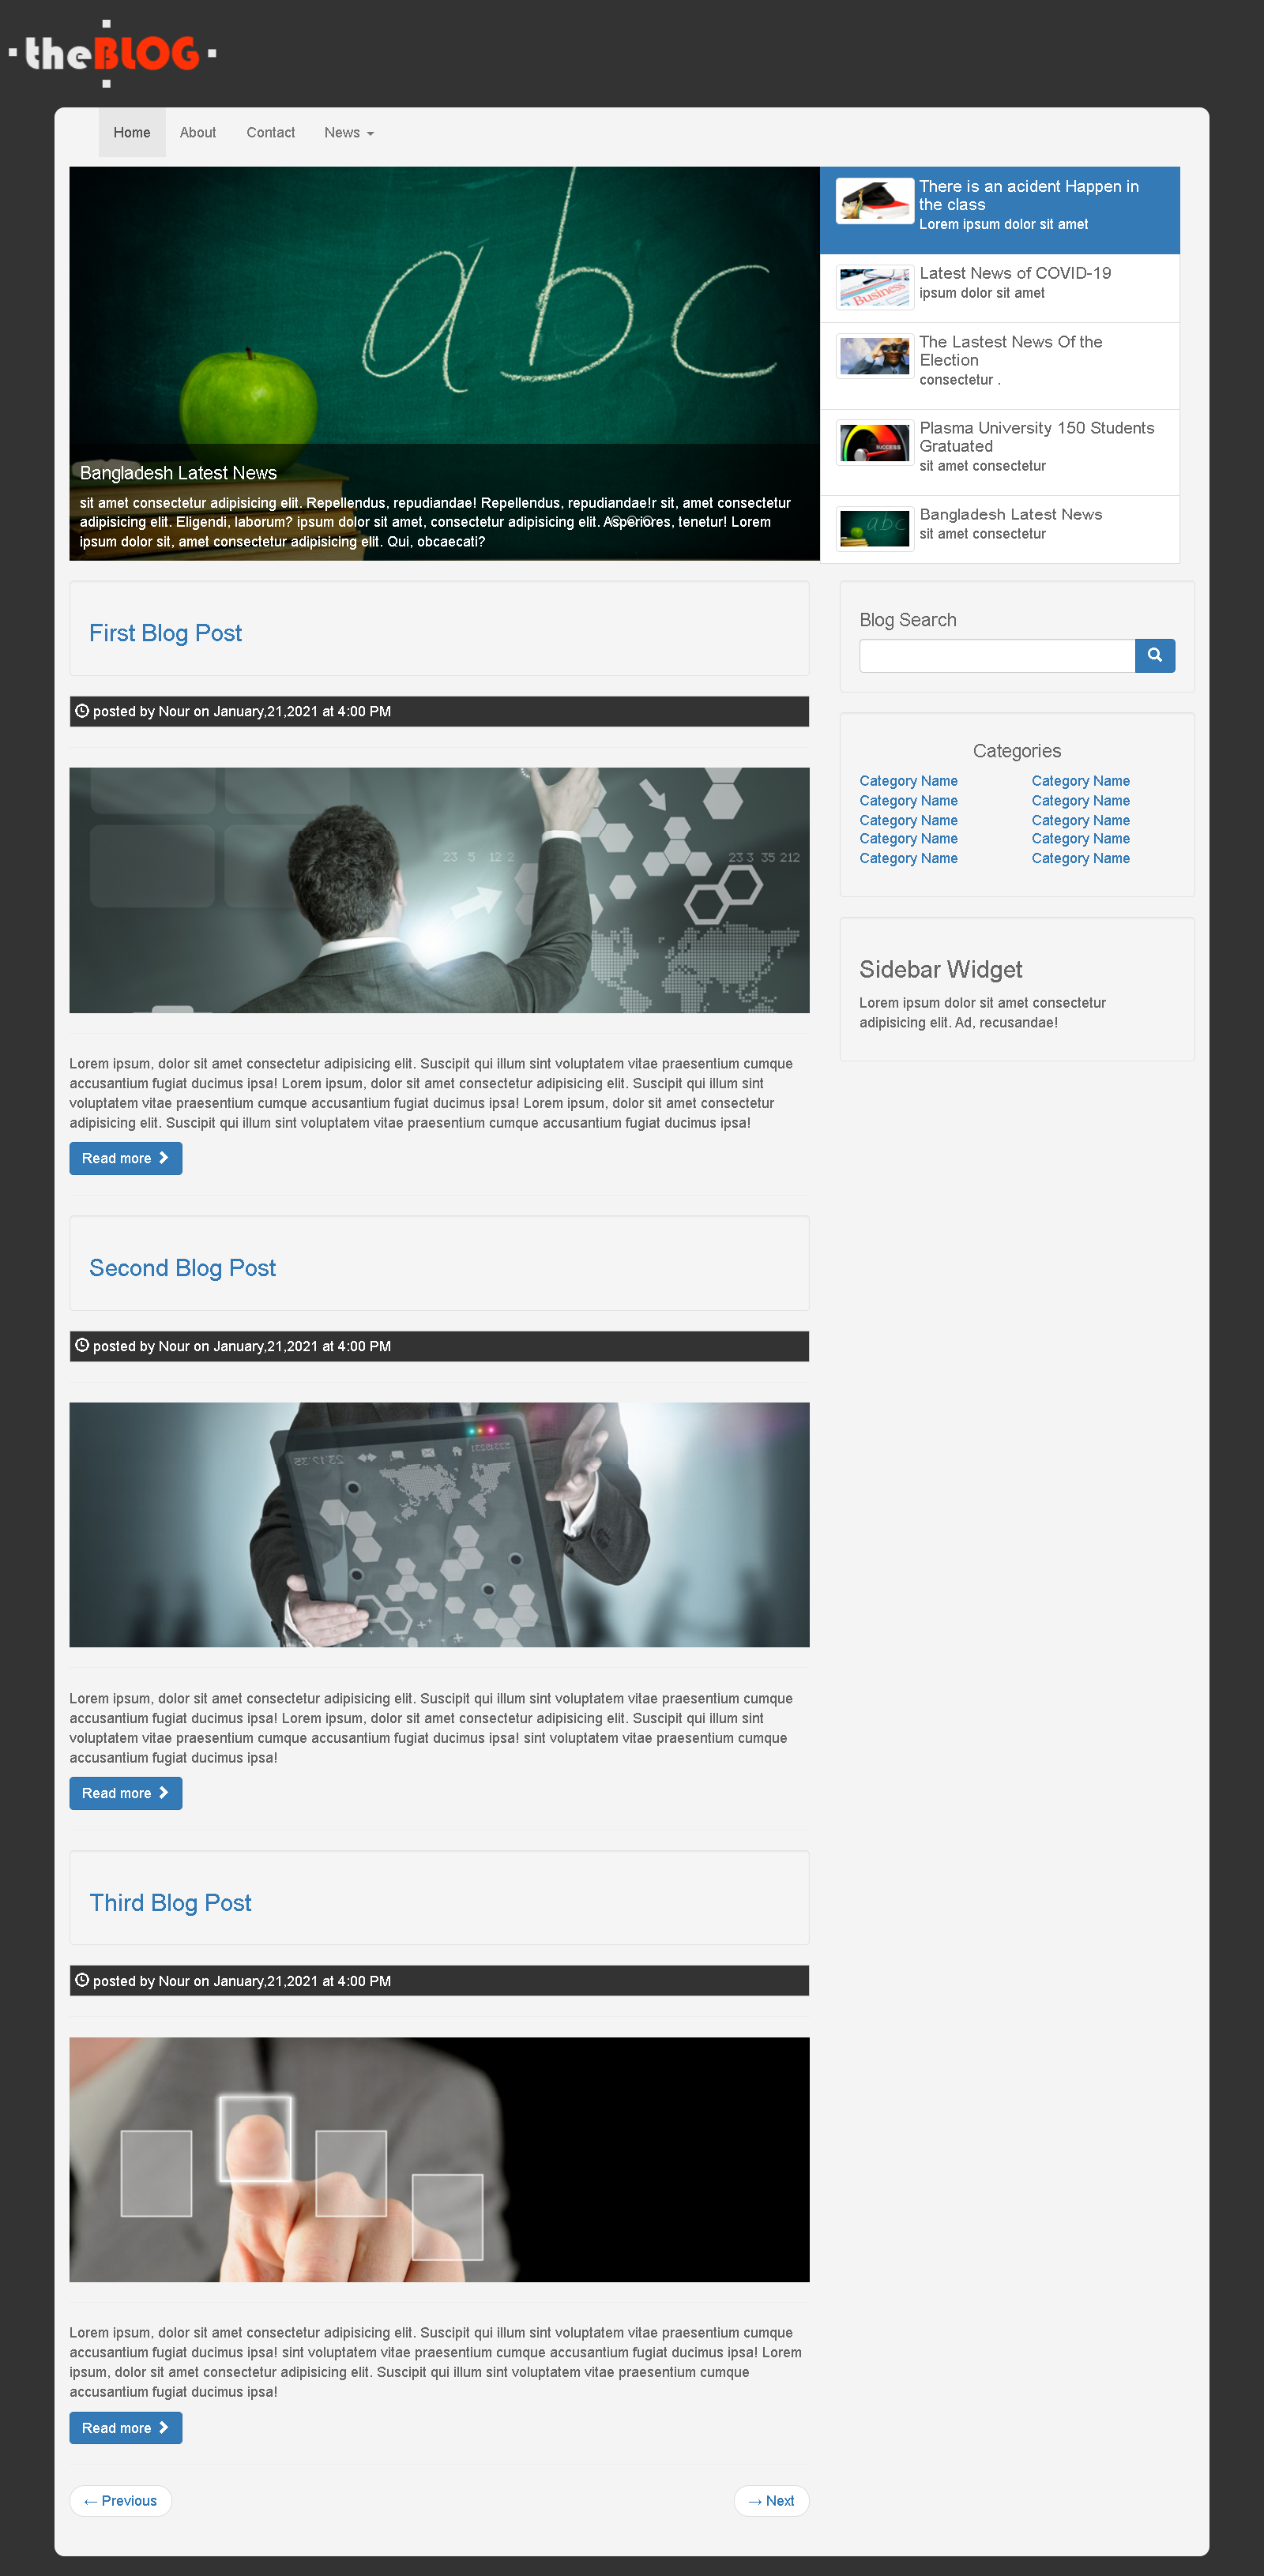 theBLOG
Home
About
Contact
News
abc
Bangladesh Latest News
sit amet consectetur adipisicing elit. Repellendus, repudiandae! Repellendus, repudiandae!r sit, amet consectetur
adipisicing elit. Eligendi, laborum? ipsum dolor sit amet, consectetur adipisicing elit. Asperiores, tenetur! Lorem
ipsum dolor sit, amet consectetur adipisicing elit. Qui, obcaecati?
There is an acident Happen in
the class
Lorem ipsum dolor sit amet
Business
Latest News of COVID-19
ipsum dolor sit amet
The Lastest News Of the
Election
consectetur .
SUCCESS
Plasma University 150 Students
Gratuated
sit amet consectetur
abc
Bangladesh Latest News
sit amet consectetur
First Blog Post
posted by Nour on January,21,2021 at 4:00 PM
23 5 12 2
23 3 35 212
Lorem ipsum, dolor sit amet consectetur adipisicing elit. Suscipit qui illum sint voluptatem vitae praesentium cumque
accusantium fugiat ducimus ipsa! Lorem ipsum, dolor sit amet consectetur adipisicing elit. Suscipit qui illum sint
voluptatem vitae praesentium cumque accusantium fugiat ducimus ipsa! Lorem ipsum, dolor sit amet consectetur
adipisicing elit. Suscipit qui illum sint voluptatem vitae praesentium cumque accusantium fugiat ducimus ipsa!
Read more
Second Blog Post
posted by Nour on January,21,2021 at 4:00 PM
Lorem ipsum, dolor sit amet consectetur adipisicing elit. Suscipit qui illum sint voluptatem vitae praesentium cumque
accusantium fugiat ducimus ipsa! Lorem ipsum, dolor sit amet consectetur adipisicing elit. Suscipit qui illum sint
voluptatem vitae praesentium cumque accusantium fugiat ducimus ipsa! sint voluptatem vitae praesentium cumque
accusantium fugiat ducimus ipsa!
Read more
Third Blog Post
posted by Nour on January,21,2021 at 4:00 PM
Lorem ipsum, dolor sit amet consectetur adipisicing elit. Suscipit qui illum sint voluptatem vitae praesentium cumque
accusantium fugiat ducimus ipsa! sint voluptatem vitae praesentium cumque accusantium fugiat ducimus ipsa! Lorem
ipsum, dolor sit amet consectetur adipisicing elit. Suscipit qui illum sint voluptatem vitae praesentium cumque
accusantium fugiat ducimus ipsa!
Read more
← Previous
→ Next
Blog Search
Categories
Category Name
Category Name
Category Name
Category Name
Category Name
Category Name
Category Name
Category Name
Category Name
Category Name
Sidebar Widget
Lorem ipsum dolor sit amet consectetur
adipisicing elit. Ad, recusandae!